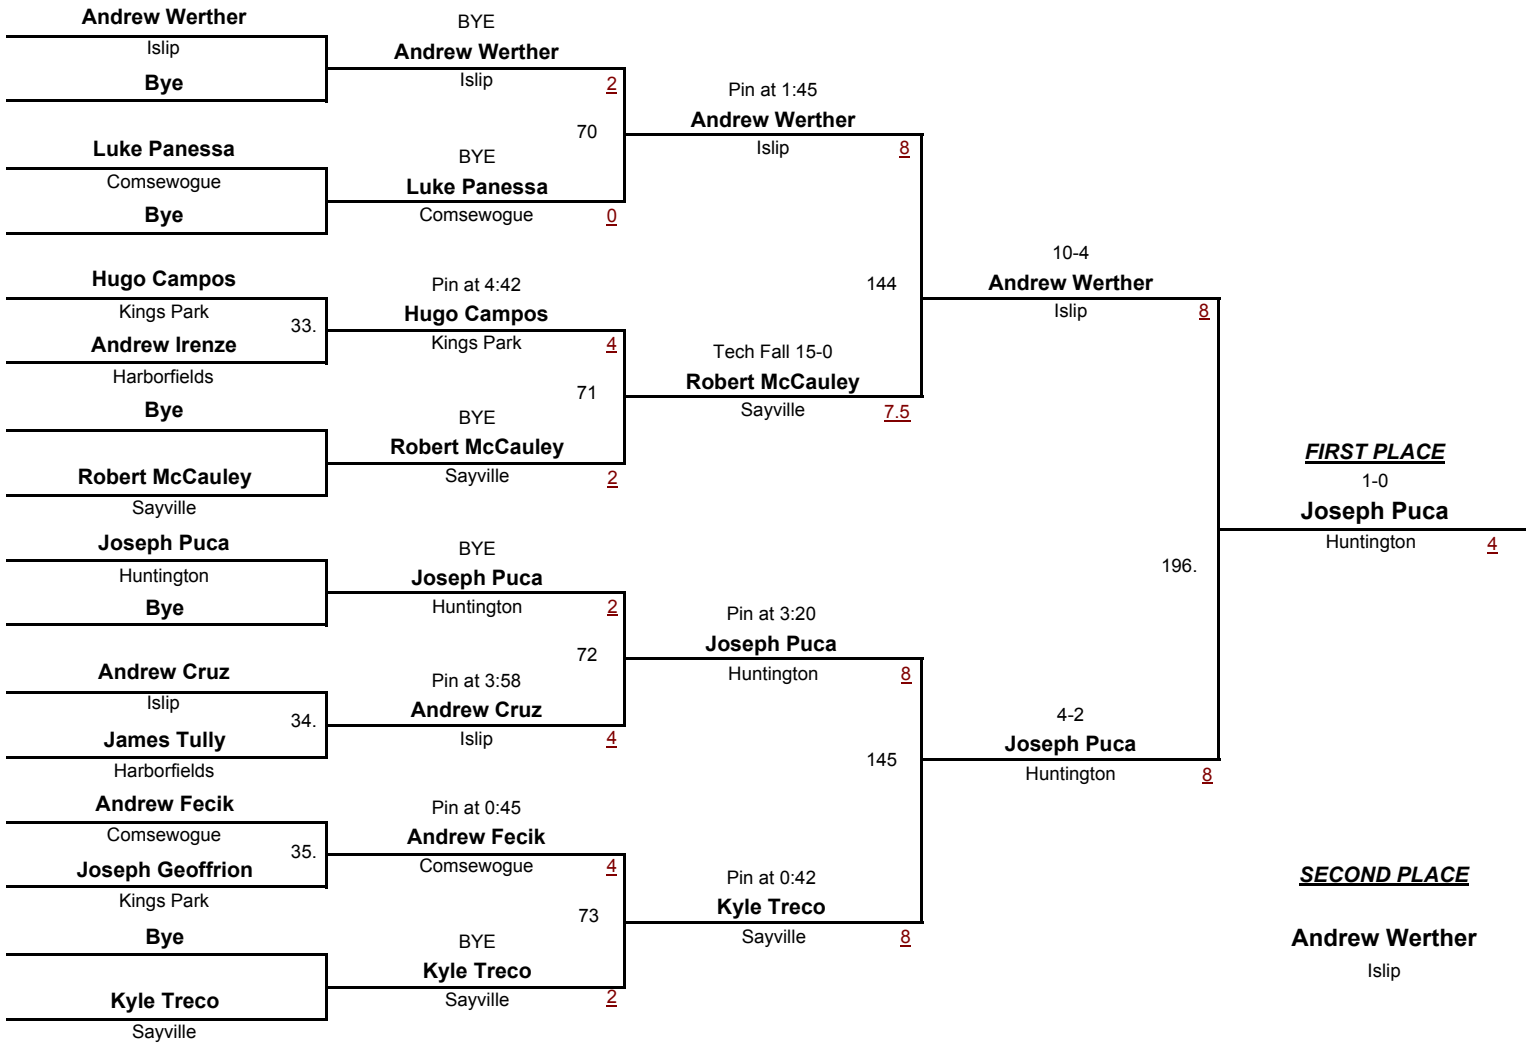 Andrew Werther
Islip
Bye
Luke Panessa
Comsewogue
Bye
Hugo Campos
Kings Park
33.
Andrew Irenze
Harborfields
Bye
Robert McCauley
Sayville
Joseph Puca
Huntington
Bye
Andrew Cruz
Islip
34.
James Tully
Harborfields
Andrew Fecik
Comsewogue
35.
Joseph Geoffrion
Kings Park
Bye
Kyle Treco
Sayville
BYE
Andrew Werther
Islip
2
70
BYE
Luke Panessa
Comsewogue
0
Pin at 4:42
Hugo Campos
Kings Park
4
71
BYE
Robert McCauley
Sayville
2
BYE
Joseph Puca
Huntington
2
72
Pin at 3:58
Andrew Cruz
Islip
4
Pin at 0:45
Andrew Fecik
Comsewogue
4
73
BYE
Kyle Treco
Sayville
2
Pin at 1:45
Andrew Werther
Islip
8
144
Tech Fall 15-0
Robert McCauley
Sayville
7.5
Pin at 3:20
Joseph Puca
Huntington
8
145
Pin at 0:42
Kyle Treco
Sayville
8
10-4
Andrew Werther
Islip
8
196.
4-2
Joseph Puca
Huntington
8
FIRST PLACE
1-0
Joseph Puca
Huntington
4
SECOND PLACE
Andrew Werther
Islip